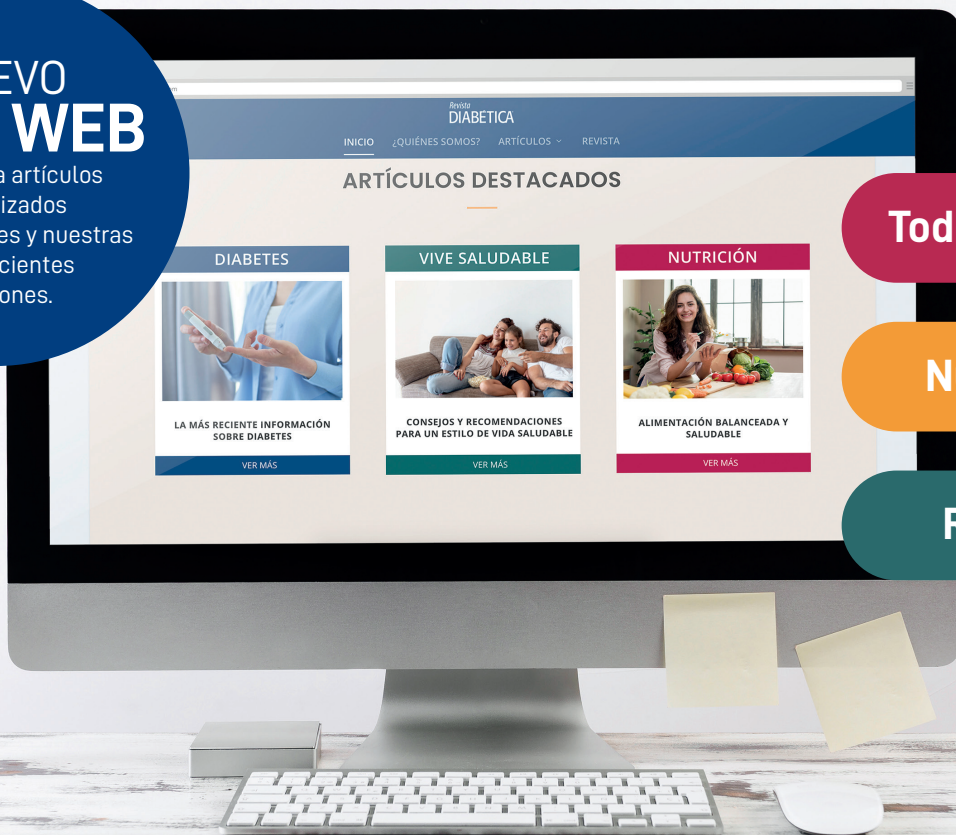 EVO
WEB
a artículos
izados
es y nuestras
cientes
ones.
Revista
DIABÉTICA
INICIO ¿QUIÉNES SOMOS? ARTÍCULOS REVISTA
ARTÍCULOS DESTACADOS
DIABETES
LA MÁS RECIENTE INFORMACIÓN
SOBRE DIABETES
VER MÁS
VIVE SALUDABLE
CONSEJOS Y RECOMENDACIONES
PARA UN ESTILO DE VIDA SALUDABLE
VER MÁS
NUTRICIÓN
ALIMENTACIÓN BALANCEADA Y
SALUDABLE
VER MÁS
Tod
N